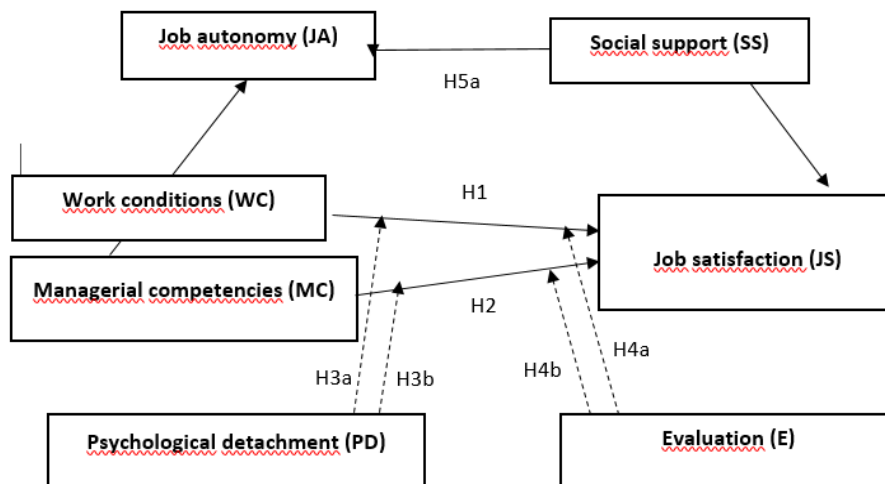 Job autonomy (JA)
Social support (SS)
H5a
Work conditions (WC)
H1
Job satisfaction (JS)
Managerial competencies (MC)
H2
H3a
H3b
H4b
H4a
Psychological detachment (PD)
Evaluation (E)